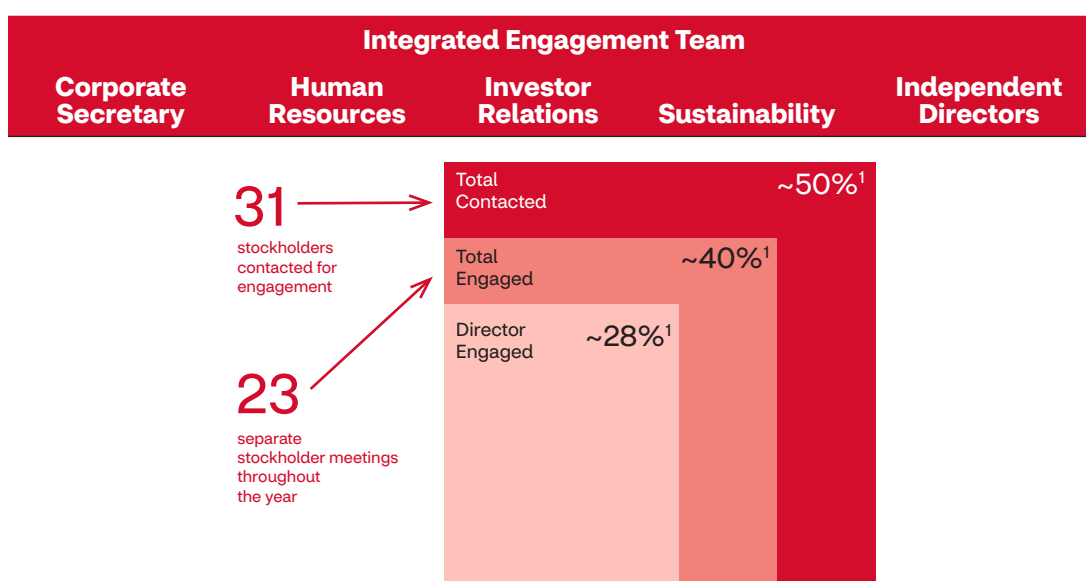 Integrated Engagement Team
Corporate
Secretary
Human
Resources
Investor
Relations
Sustainability
Independent
Directors
31
stockholders
contacted for
engagement
23
separate
stockholder meetings
throughout
the year
Total
Contacted
~50%¹
Total
Engaged
~40%¹
Director
Engaged
~28%¹